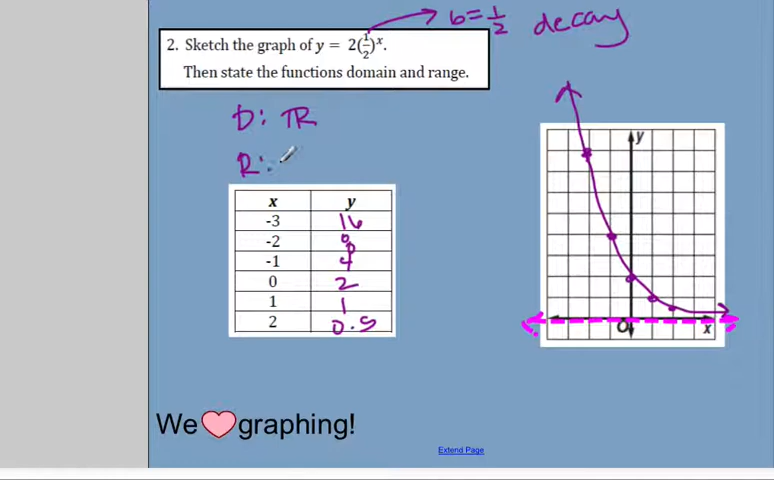 b=1/2 decay
2. Sketch the graph of y = 2(1/2)ˣ.
Then state the functions domain and range.
D: ℝ
R:
x y
-3 16
-2 8
-1 4
0 2
1 1
2 0.5
y
O x
We ❤ graphing!
Extend Page